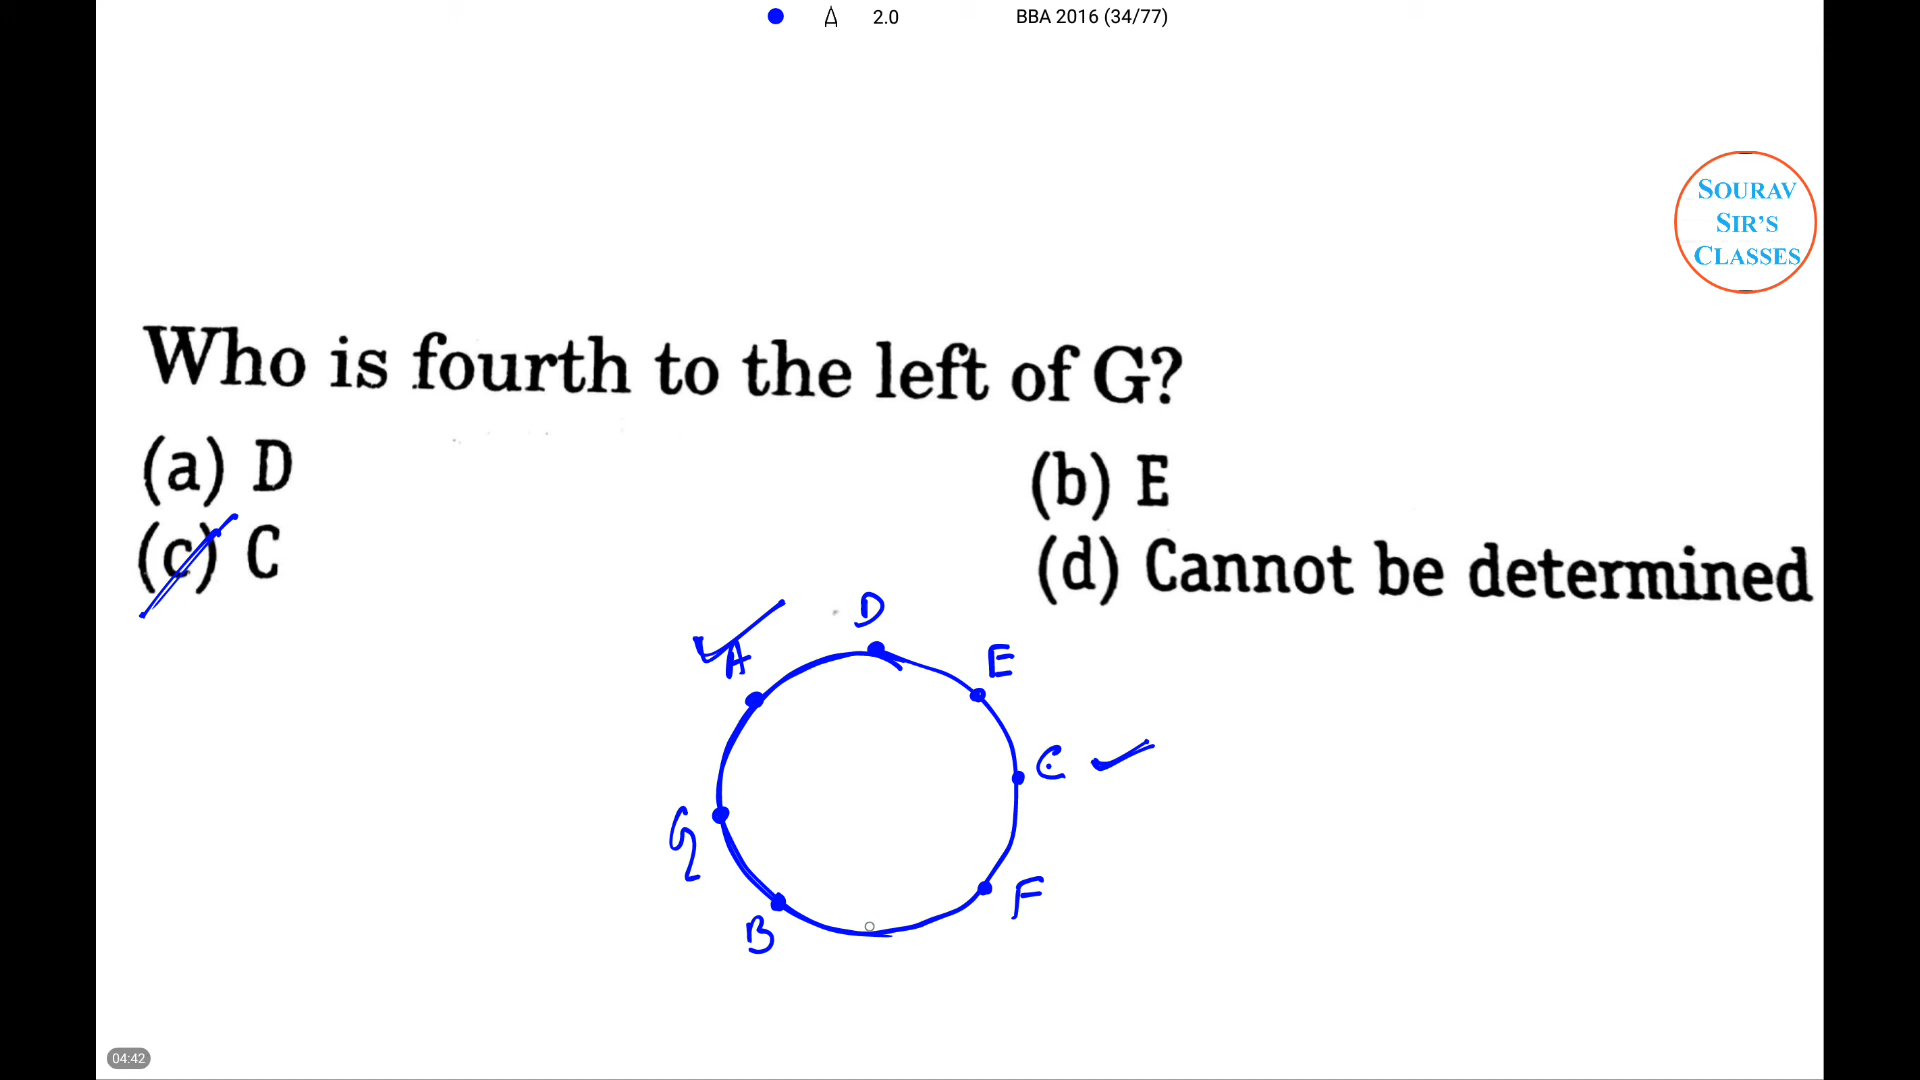 2.0 BBA 2016 (34/77)
SOURAV
SIR'S
CLASSES
Who is fourth to the left of G?
(a) D (b) E
(c) C (d) Cannot be determined
D
A E
C
G
F
B
04:42